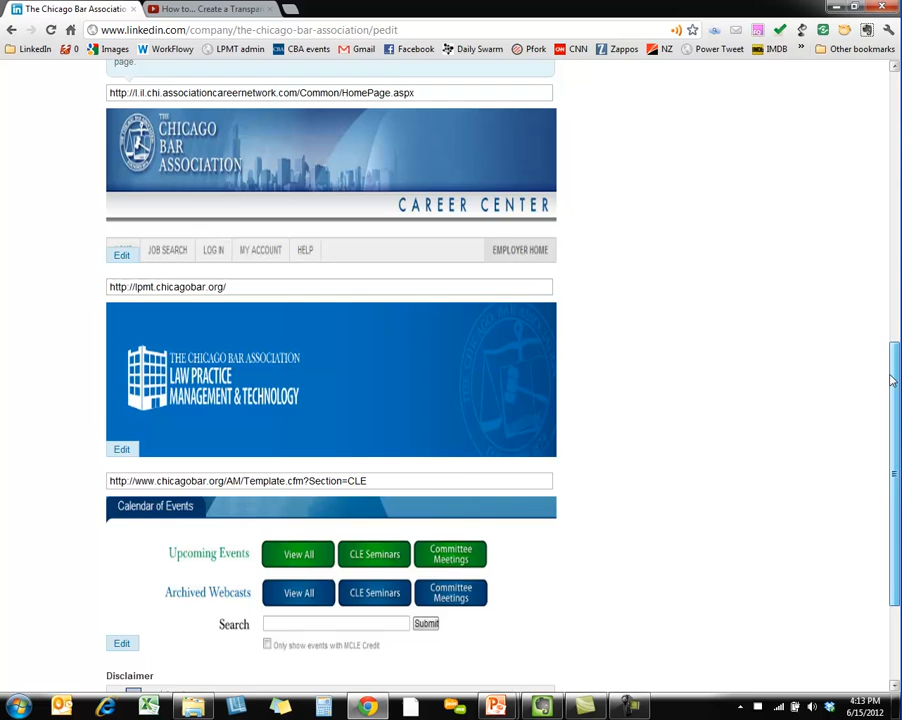 The Chicago Bar Associatio
How to... Create a Transpar
www.linkedin.com/company/the-chicago-bar-association/pedit
LinkedIn
0
Images
WorkFlowy
LPMT admin
CBA events
Gmail
Facebook
Daily Swarm
Pfork
CNN
Zappos
NZ
Power Tweet
IMDB
Other bookmarks
page.
http://l.il.chi.associationcareernetwork.com/Common/HomePage.aspx
THE
CHICAGO
BAR
ASSOCIATION
CAREER CENTER
JOB SEARCH
LOG IN
MY ACCOUNT
HELP
EMPLOYER HOME
Edit
http://lpmt.chicagobar.org/
THE CHICAGO BAR ASSOCIATION
LAW PRACTICE
MANAGEMENT & TECHNOLOGY
Edit
http://www.chicagobar.org/AM/Template.cfm?Section=CLE
Calendar of Events
Upcoming Events
View All
CLE Seminars
Committee
Meetings
Archived Webcasts
View All
CLE Seminars
Committee
Meetings
Search
Submit
Only show events with MCLE Credit
Edit
Disclaimer
4:13 PM
6/15/2012